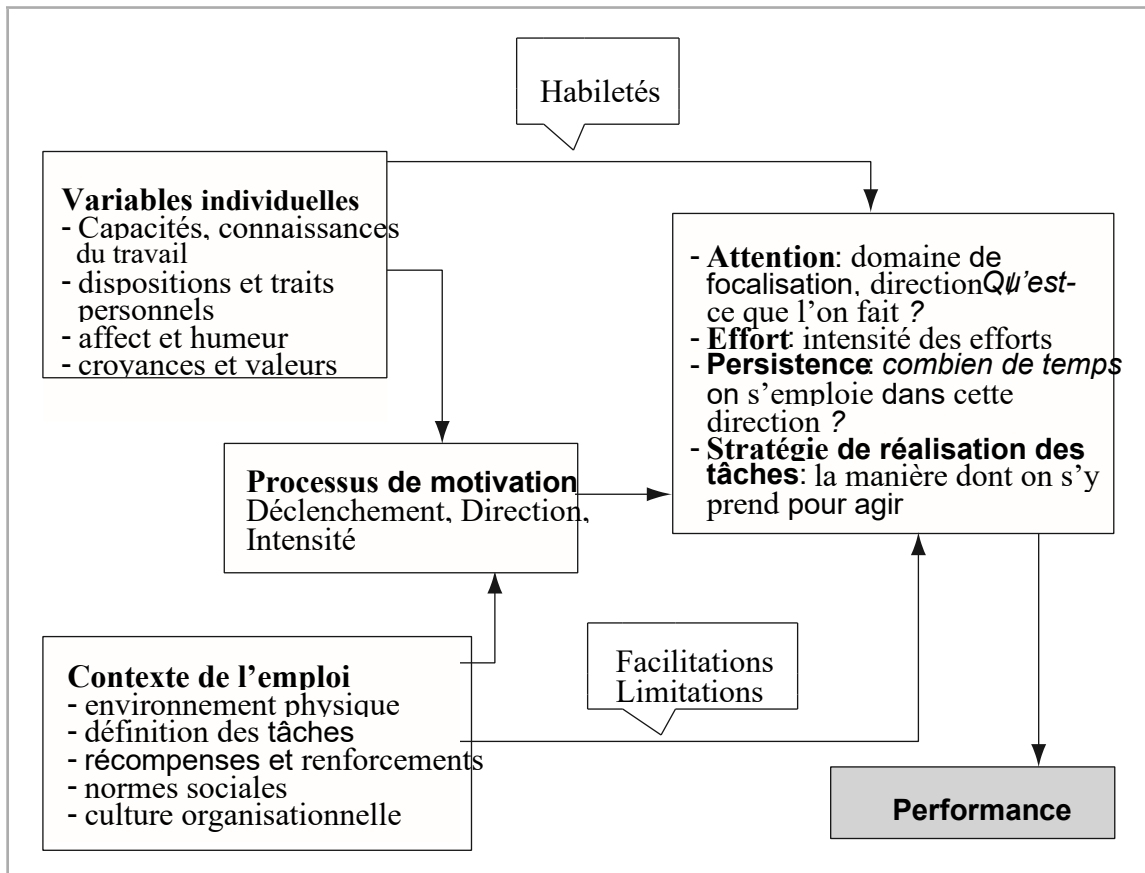 Habiletés
Variables individuelles
- Capacités, connaissances
du travail
- dispositions et traits
personnels
- affect et humeur
- croyances et valeurs
- Attention: domaine de
focalisation, direction Qu'est-
ce que l'on fait ?
- Effort: intensité des efforts
- Persistence: combien de temps
on s'emploie dans cette
direction ?
- Stratégie de réalisation des
tâches: la manière dont on s'y
prend pour agir
Processus de motivation
Déclenchement, Direction,
Intensité
Contexte de l'emploi
- environnement physique
- définition des tâches
- récompenses et renforcements
- normes sociales
- culture organisationnelle
Facilitations
Limitations
Performance